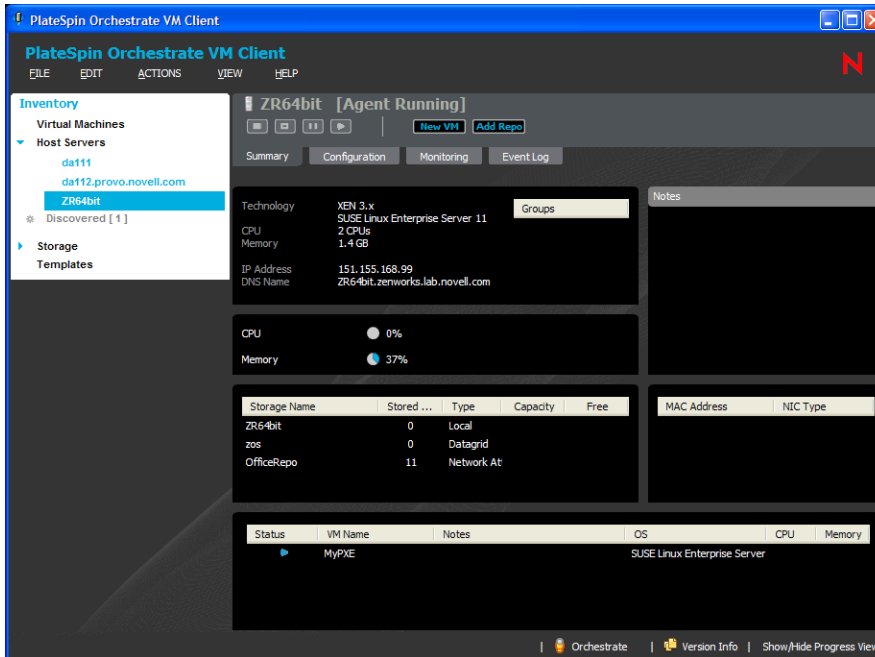 PlateSpin Orchestrate VM Client
PlateSpin Orchestrate VM Client
FILE EDIT ACTIONS VIEW HELP
N
Inventory
Virtual Machines
Host Servers
da111
da112.provo.novell.com
ZR64bit
Discovered [ 1 ]
Storage
Templates
ZR64bit [Agent Running]
New VM Add Repo
Summary Configuration Monitoring Event Log
Technology XEN 3.x
SUSE Linux Enterprise Server 11
CPU 2 CPUs
Memory 1.4 GB
IP Address 151.155.168.99
DNS Name ZR64bit.zenworks.lab.novell.com
Groups
Notes
CPU 0%
Memory 37%
Storage Name Stored ... Type Capacity Free
ZR64bit 0 Local
zos 0 Datagrid
OfficeRepo 11 Network At
MAC Address NIC Type
Status VM Name Notes OS CPU Memory
MyPXE SUSE Linux Enterprise Server
| Orchestrate | Version Info | Show/Hide Progress View